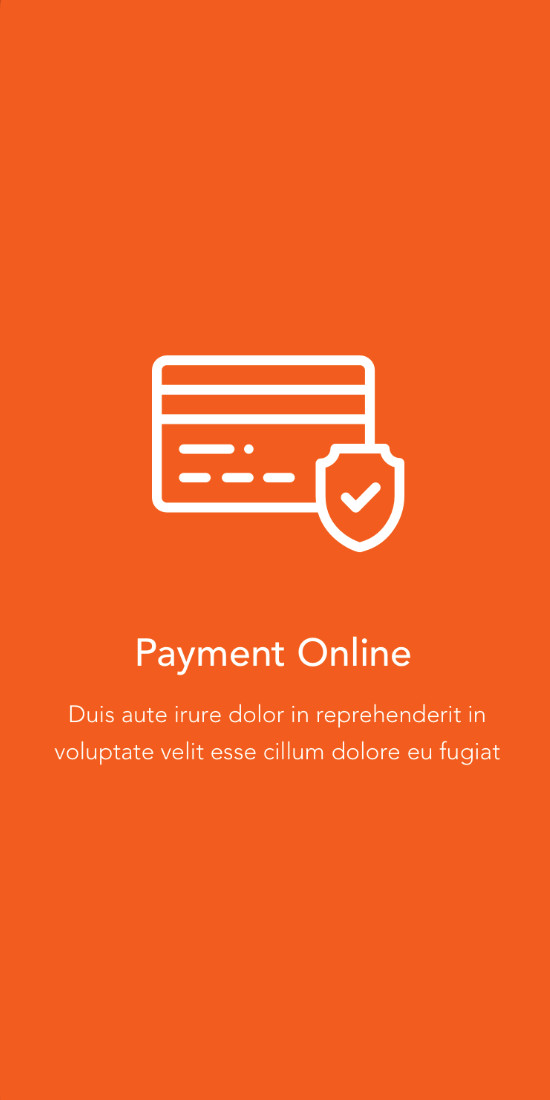 Payment Online
Duis aute irure dolor in reprehenderit in
voluptate velit esse cillum dolore eu fugiat